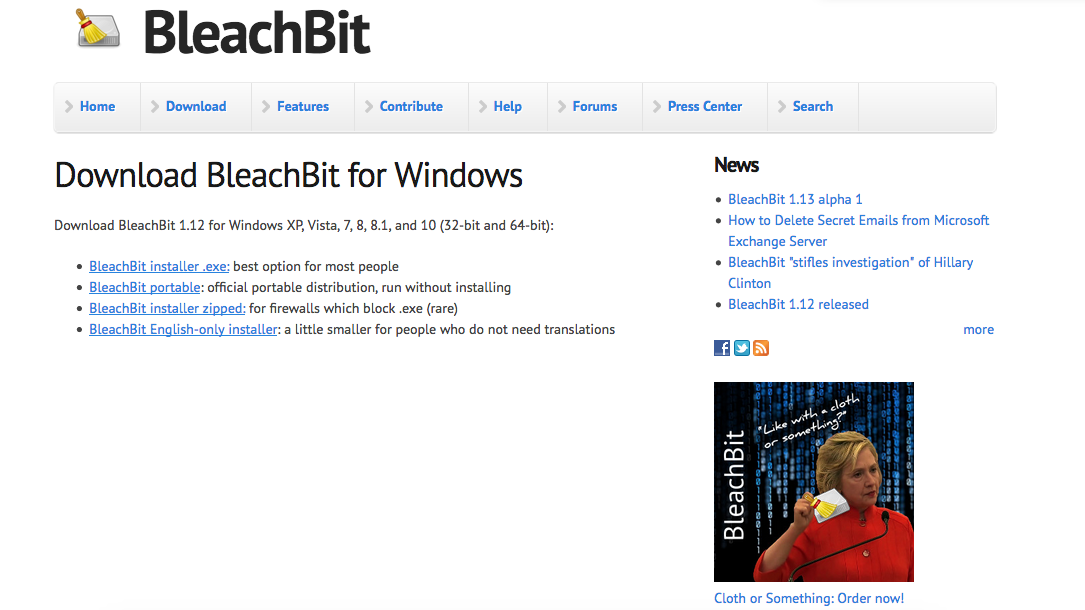 BleachBit
Home
Download
Features
Contribute
Help
Forums
Press Center
Search
Download BleachBit for Windows
Download BleachBit 1.12 for Windows XP, Vista, 7, 8, 8.1, and 10 (32-bit and 64-bit):
BleachBit installer .exe: best option for most people
BleachBit portable: official portable distribution, run without installing
BleachBit installer zipped: for firewalls which block .exe (rare)
BleachBit English-only installer: a little smaller for people who do not need translations
News
BleachBit 1.13 alpha 1
How to Delete Secret Emails from Microsoft
Exchange Server
BleachBit "stifles investigation" of Hillary
Clinton
BleachBit 1.12 released
more
"Like with a cloth
or something?"
BleachBit
Cloth or Something: Order now!